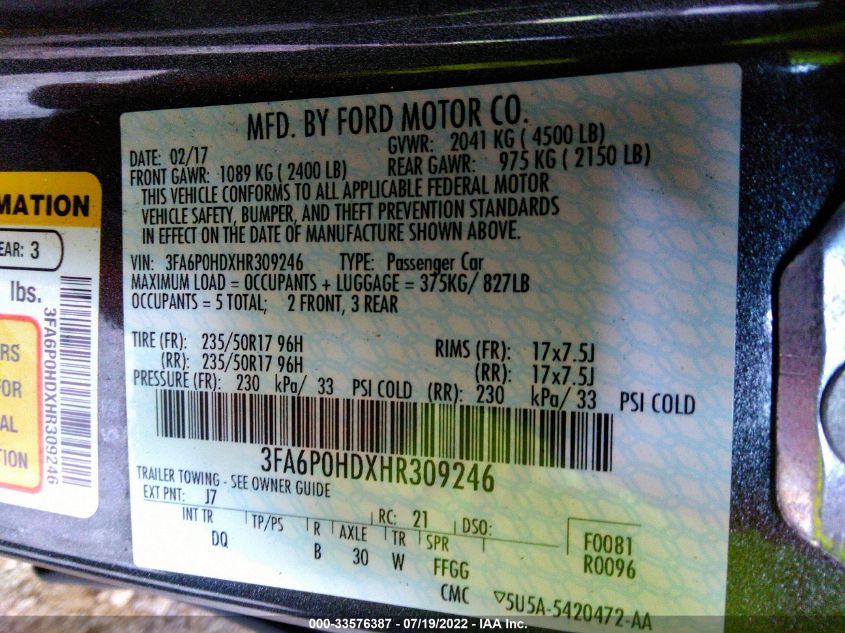 MFD. BY FORD MOTOR CO.
DATE: 02/17 GVWR: 2041 KG ( 4500 LB)
FRONT GAWR: 1089 KG ( 2400 LB) REAR GAWR: 975 KG ( 2150 LB)
THIS VEHICLE CONFORMS TO ALL APPLICABLE FEDERAL MOTOR
VEHICLE SAFETY, BUMPER, AND THEFT PREVENTION STANDARDS
IN EFFECT ON THE DATE OF MANUFACTURE SHOWN ABOVE.
VIN: 3FA6P0HDXHR309246 TYPE: Passenger Car
MAXIMUM LOAD = OCCUPANTS + LUGGAGE = 375KG/ 827LB
OCCUPANTS = 5 TOTAL; 2 FRONT, 3 REAR
TIRE (FR): 235/50R17 96H RIMS (FR): 17x7.5J
(RR): 235/50R17 96H (RR): 17x7.5J
PRESSURE (FR): 230 kPa/ 33 PSI COLD (RR): 230 kPa/ 33 PSI COLD
3FA6P0HDXHR309246
TRAILER TOWING - SEE OWNER GUIDE
EXT PNT: J7 RC: 21 DSO:
INT TR TP/PS R AXLE TR SPR F0081
DQ B 30 W FFGG R0096
CMC 5U5A-5420472-AA
MATION
EAR: 3
lbs.
3FA6P0HDXHR309246
RS
FOR
AL
TION
000-33576387 - 07/19/2022 - IAA Inc.